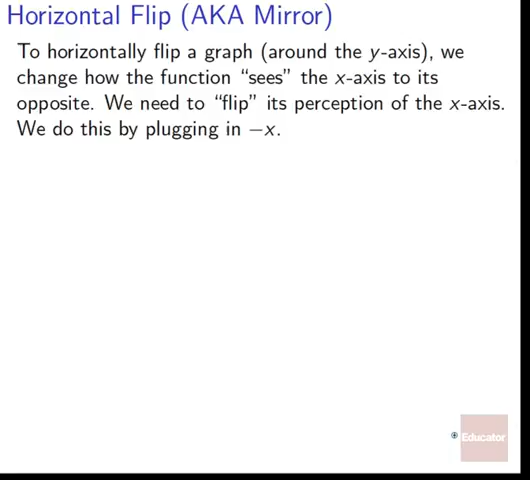 Horizontal Flip (AKA Mirror)
To horizontally flip a graph (around the y-axis), we
change how the function “sees” the x-axis to its
opposite. We need to “flip” its perception of the x-axis.
We do this by plugging in −x.
Educator